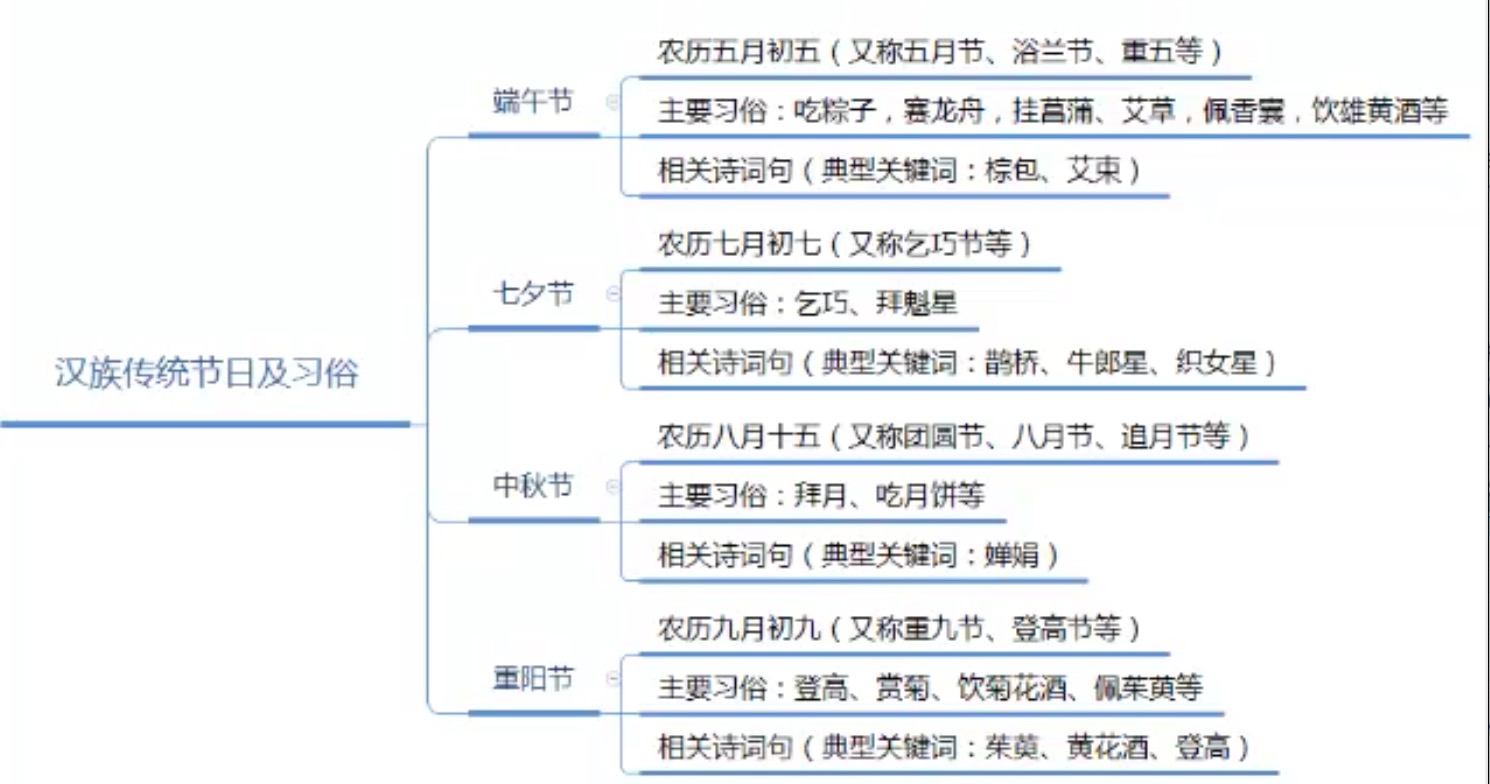 汉族传统节日及习俗
端午节
农历五月初五（又称五月节、浴兰节、重五等）
主要习俗：吃粽子，赛龙舟，挂菖蒲、艾草，佩香囊，饮雄黄酒等
相关诗词句（典型关键词：棕包、艾束）
七夕节
农历七月初七（又称乞巧节等）
主要习俗：乞巧、拜魁星
相关诗词句（典型关键词：鹊桥、牛郎星、织女星）
中秋节
农历八月十五（又称团圆节、八月节、追月节等）
主要习俗：拜月、吃月饼等
相关诗词句（典型关键词：婵娟）
重阳节
农历九月初九（又称重九节、登高节等）
主要习俗：登高、赏菊、饮菊花酒、佩茱萸等
相关诗词句（典型关键词：茱萸、黄花酒、登高）